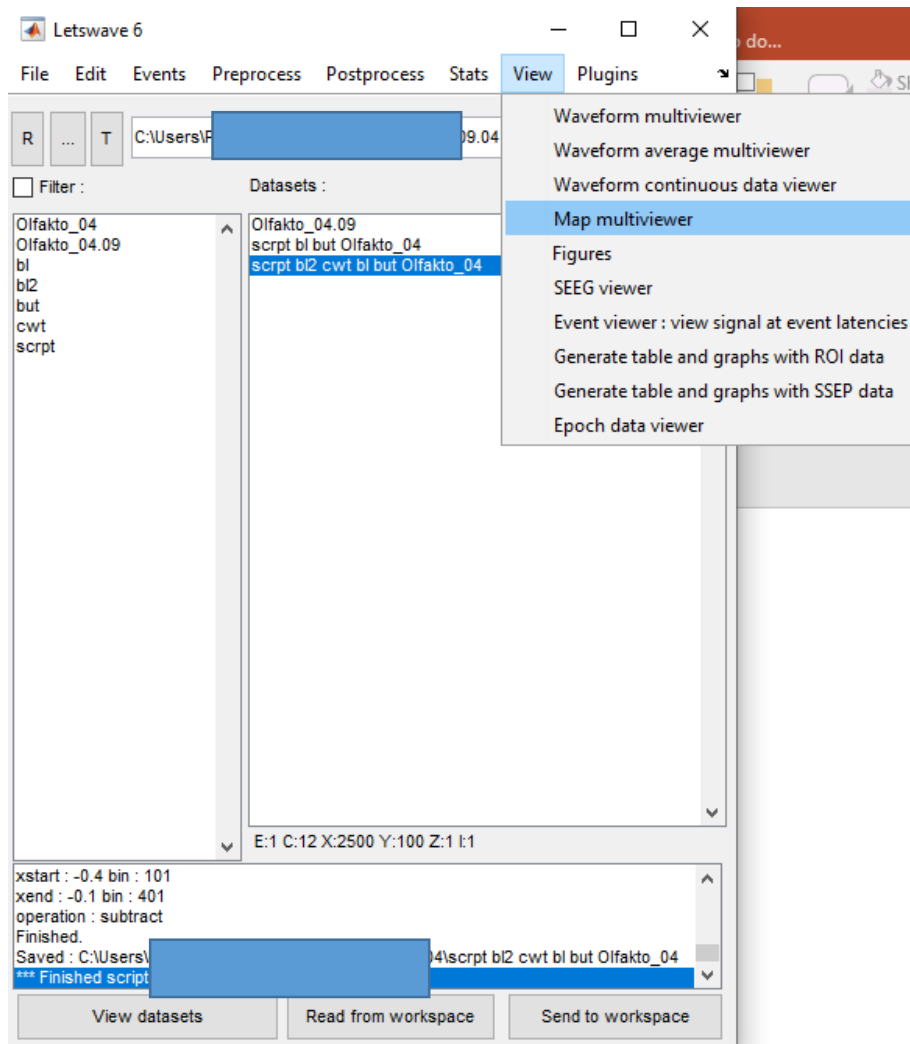 Letswave 6
do...
File Edit Events Preprocess Postprocess Stats View Plugins
R ... T C:\Users\ 09.04
Filter :
Datasets :
Olfakto_04
Olfakto_04.09
bl
bl2
but
cwt
scrpt
Olfakto_04.09
scrpt bl but Olfakto_04
scrpt bl2 cwt bl but Olfakto_04
Waveform multiviewer
Waveform average multiviewer
Waveform continuous data viewer
Map multiviewer
Figures
SEEG viewer
Event viewer : view signal at event latencies
Generate table and graphs with ROI data
Generate table and graphs with SSEP data
Epoch data viewer
E:1 C:12 X:2500 Y:100 Z:1 I:1
xstart : -0.4 bin : 101
xend : -0.1 bin : 401
operation : subtract
Finished.
Saved : C:\Users\ 4\scrpt bl2 cwt bl but Olfakto_04
*** Finished script
View datasets Read from workspace Send to workspace